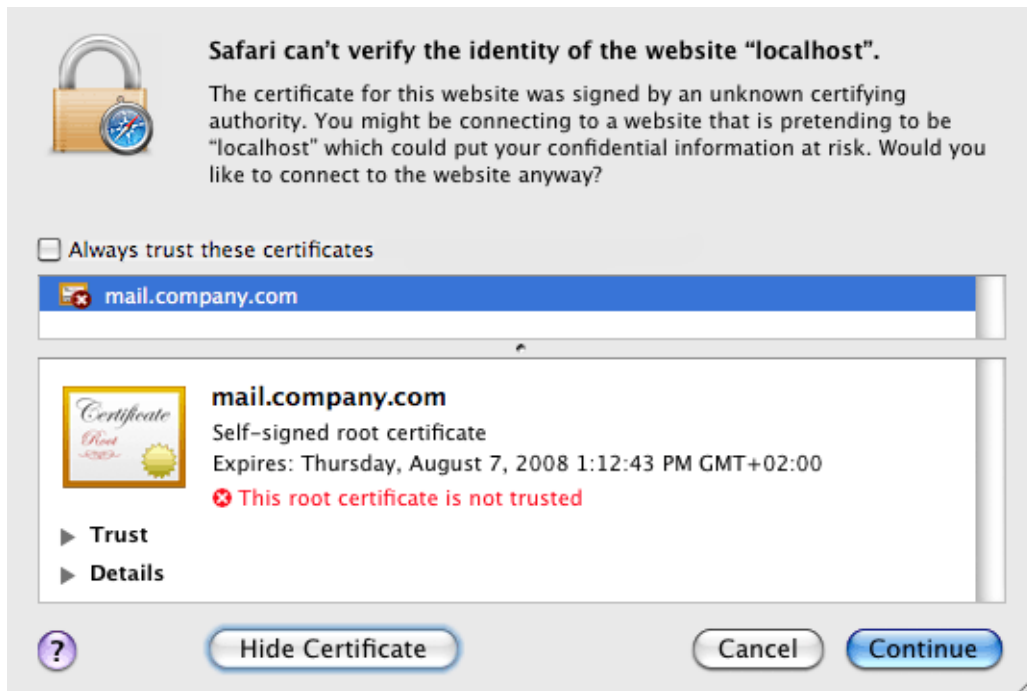 Safari can't verify the identity of the website “localhost”.
The certificate for this website was signed by an unknown certifying
authority. You might be connecting to a website that is pretending to be
“localhost” which could put your confidential information at risk. Would you
like to connect to the website anyway?
Always trust these certificates
mail.company.com
mail.company.com
Certificate
Root
Self-signed root certificate
Expires: Thursday, August 7, 2008 1:12:43 PM GMT+02:00
This root certificate is not trusted
Trust
Details
?
Hide Certificate
Cancel
Continue